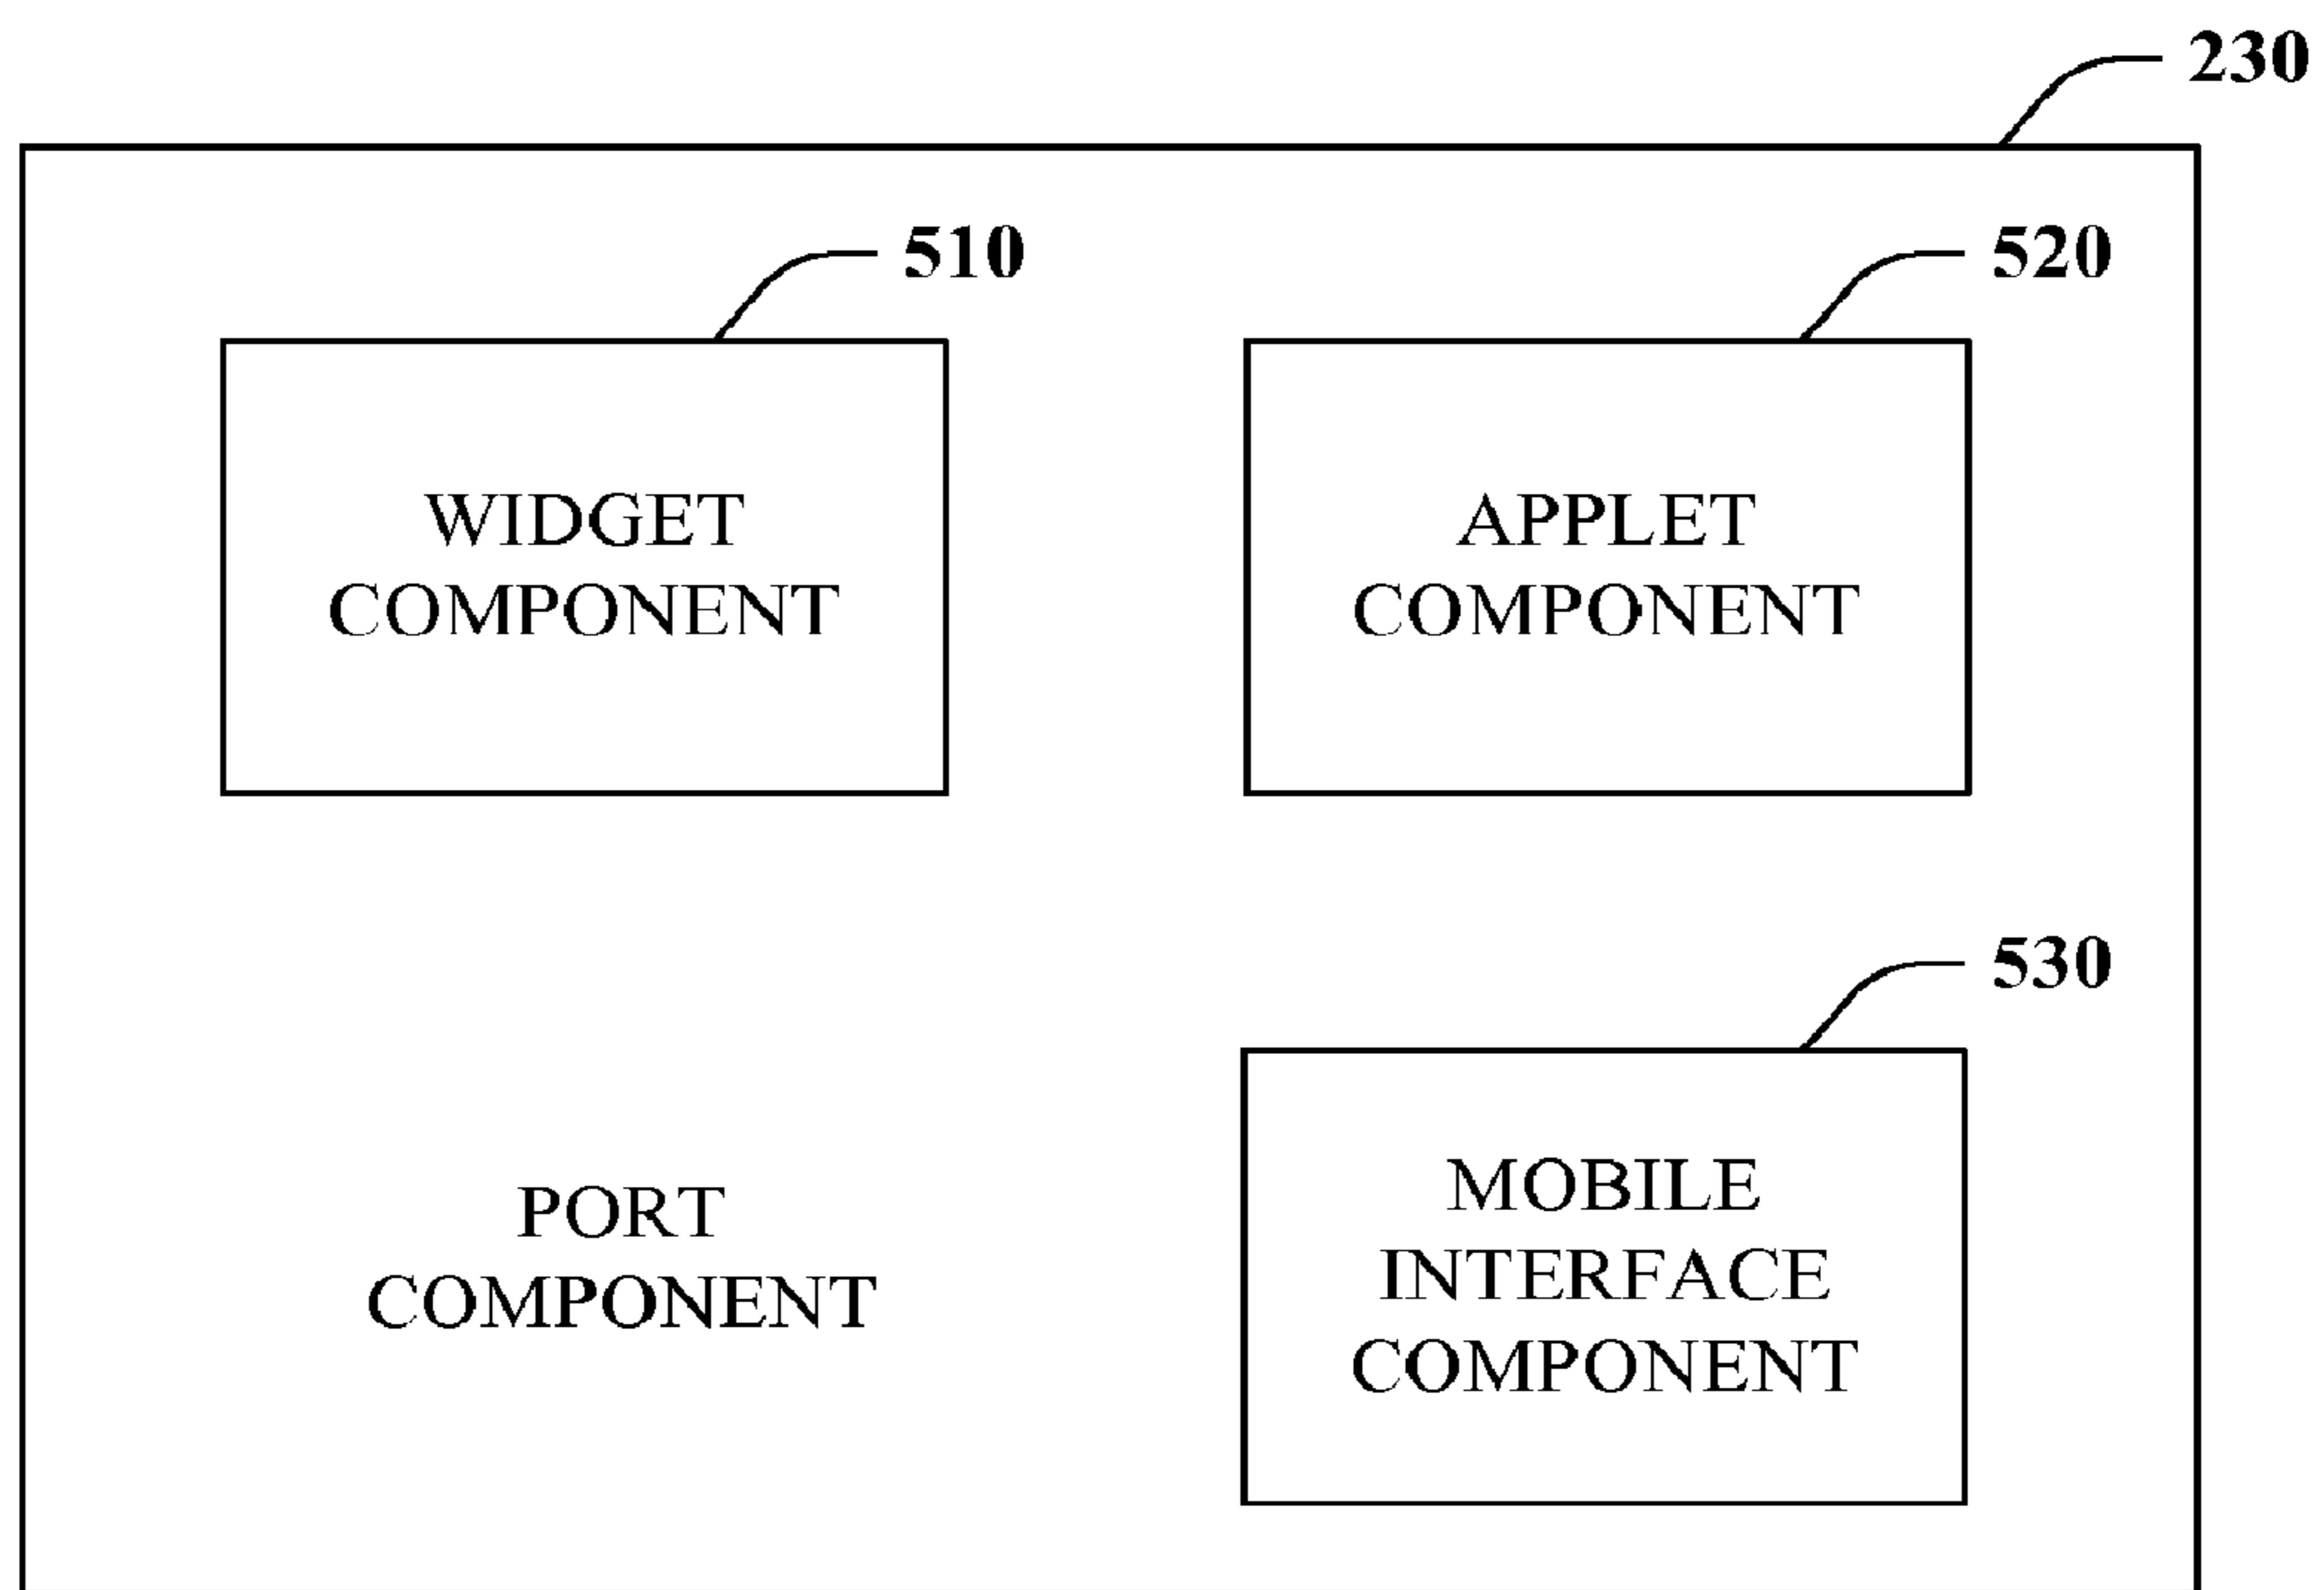 230
510
520
WIDGET
COMPONENT
APPLET
COMPONENT
530
PORT
COMPONENT
MOBILE
INTERFACE
COMPONENT